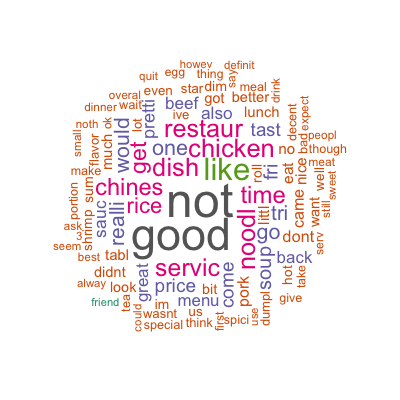 howev definit
quit egg thing say
even star dim meal drink
overal
dinner wait pretti beef got better
ok lot ive also lunch decent expect
noth would restaur tast no bad peopl
small flavor much get one chicken though
make dish like roll fri eat nice meat
portion sum chines time came well sweet
sauc rice not noodl littl tri want still
ask shrimp realli good go dont serv
3
seem tabl servic soup back
best didnt great come hot take
alway look price menu bit pork dumpl give
friend tea im us spici use
could wasnt think first
special